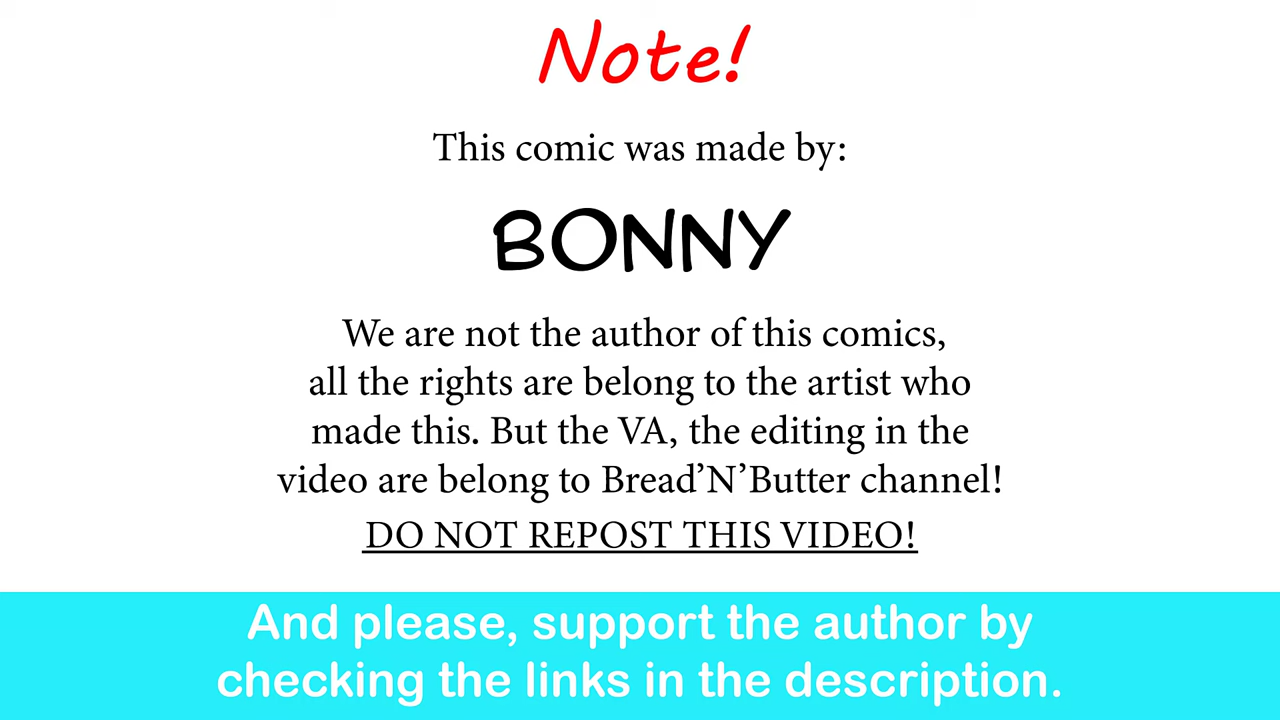 Note!
This comic was made by:
BONNY
We are not the author of this comics,
all the rights are belong to the artist who
made this. But the VA, the editing in the
video are belong to Bread’N’Butter channel!
DO NOT REPOST THIS VIDEO!
And please, support the author by
checking the links in the description.